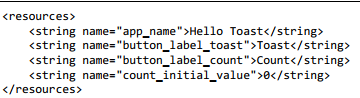 <resources>
    <string name="app_name">Hello Toast</string>
    <string name="button_label_toast">Toast</string>
    <string name="button_label_count">Count</string>
    <string name="count_initial_value">0</string>
</resources>